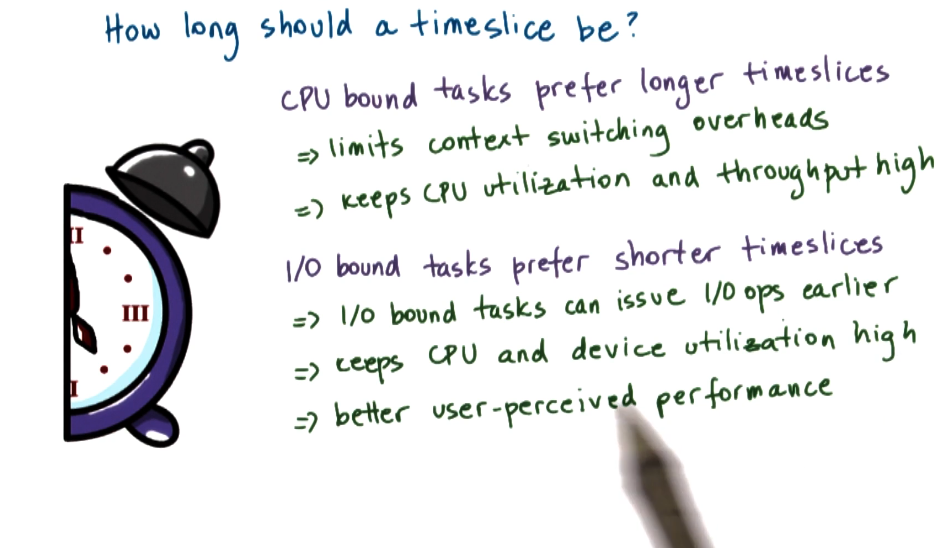 How long should a timeslice be?
CPU bound tasks prefer longer timeslices
=> limits context switching overheads
=> keeps CPU utilization and throughput high
I/O bound tasks prefer shorter timeslices
=> I/O bound tasks can issue I/O ops earlier
=> keeps CPU and device utilization high
=> better user-perceived performance
II
III
I